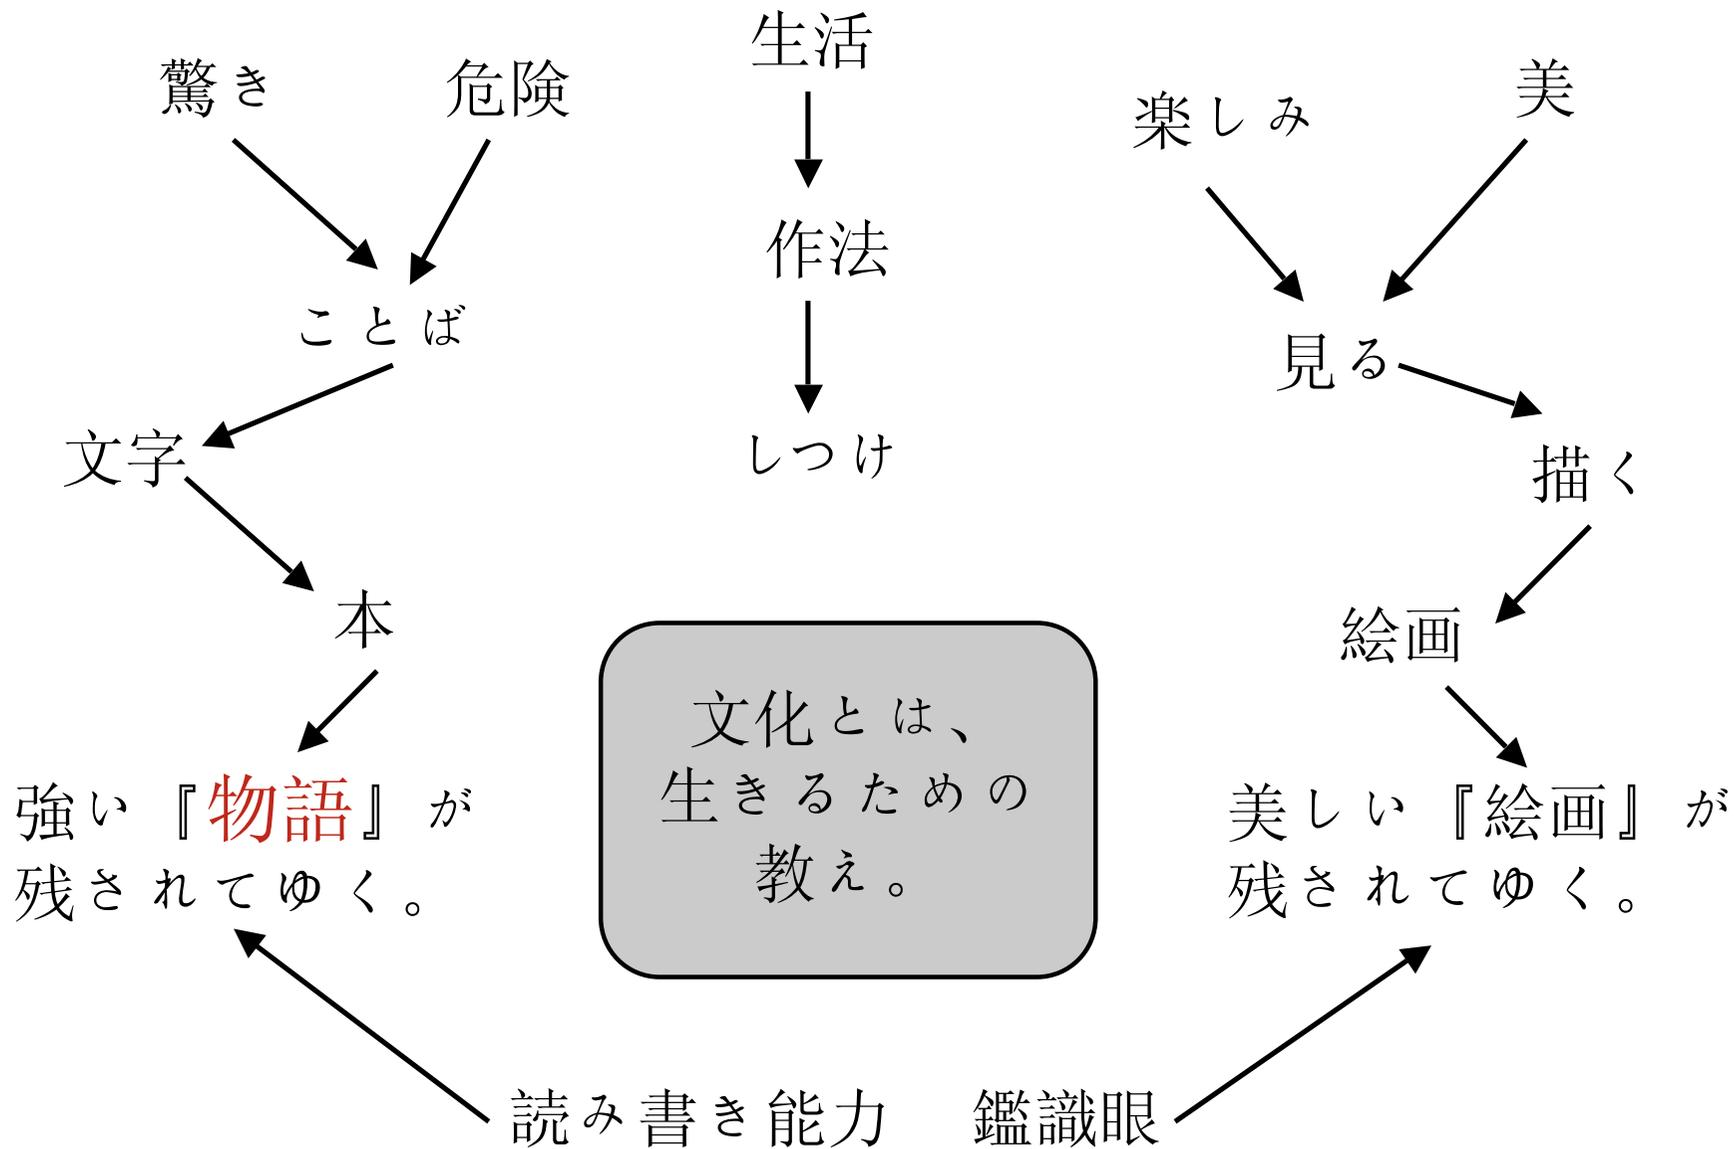 生活
驚き
危険
楽しみ
美
作法
ことば
見る
しつけ
文字
描く
本
絵画
文化とは、
生きるための
教え。
強い『物語』が
残されてゆく。
美しい『絵画』が
残されてゆく。
読み書き能力
鑑識眼